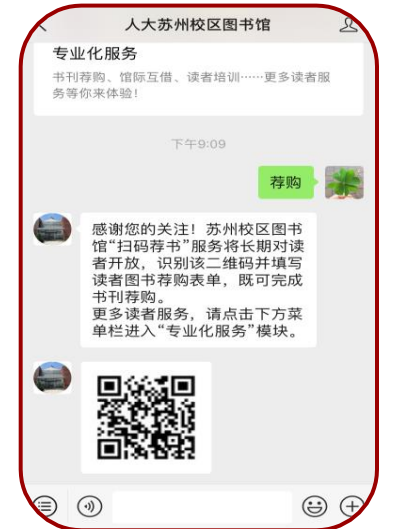 人大苏州校区图书馆
专业化服务
书刊荐购、馆际互借、读者培训……更多读者服
务等你来体验！
下午9:09
荐购
感谢您的关注！苏州校区图书
馆“扫码荐书”服务将长期对读
者开放，识别该二维码并填写
读者图书荐购表单，既可完成
书刊荐购。
更多读者服务，请点击下方菜
单栏进入“专业化服务”模块。